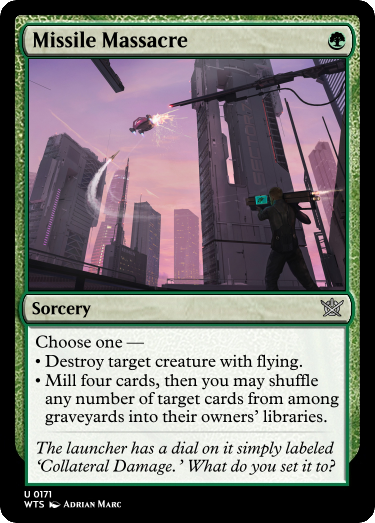 Missile Massacre
Sorcery
Choose one —
• Destroy target creature with flying.
• Mill four cards, then you may shuffle
any number of target cards from among
graveyards into their owners’ libraries.
The launcher has a dial on it simply labeled
‘Collateral Damage.’ What do you set it to?
U 0171
WTS Adrian Marc